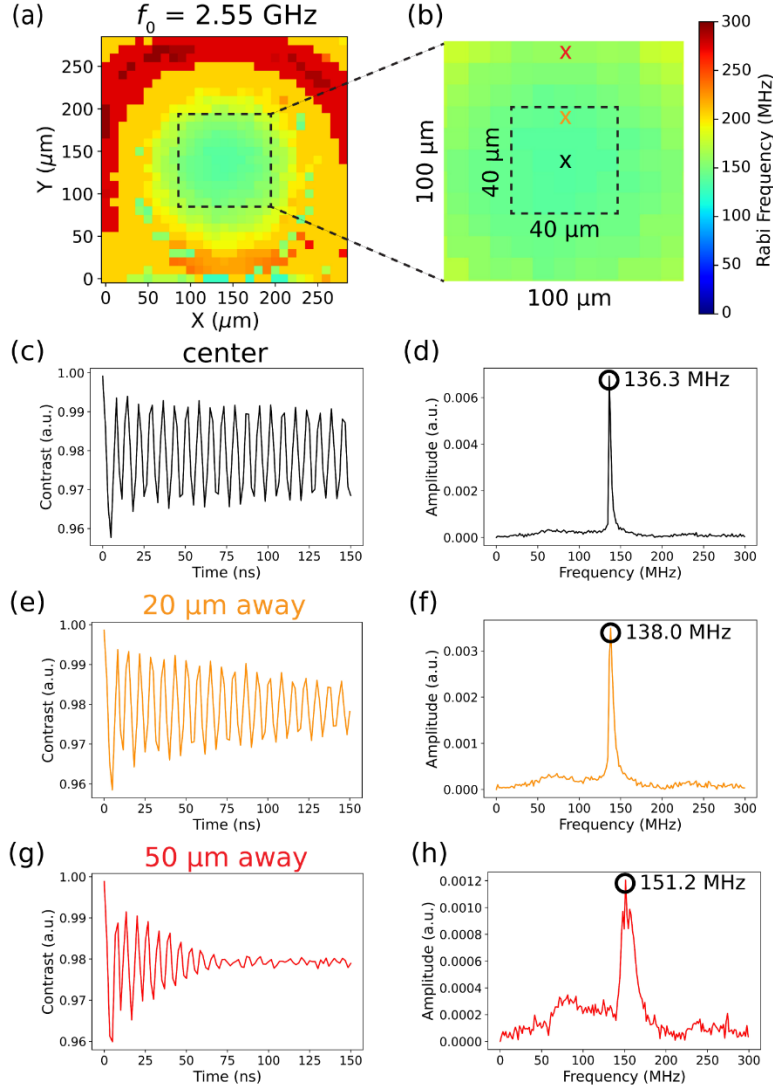 (a) f₀ = 2.55 GHz
(b)
250
200
150
100
50
0
Y (μm)
0 50 100 150 200 250
X (μm)
100 μm
40 μm
x
x
x
40 μm
100 μm
300
250
200
150
100
50
0
Rabi Frequency (MHz)
(c) center
1.00
0.99
0.98
0.97
0.96
Contrast (a.u.)
0 25 50 75 100 125 150
Time (ns)
(d)
136.3 MHz
0.006
0.004
0.002
0.000
Amplitude (a.u.)
0 50 100 150 200 250 300
Frequency (MHz)
(e) 20 μm away
1.00
0.99
0.98
0.97
0.96
Contrast (a.u.)
0 25 50 75 100 125 150
Time (ns)
(f)
138.0 MHz
0.003
0.002
0.001
0.000
Amplitude (a.u.)
0 50 100 150 200 250 300
Frequency (MHz)
(g) 50 μm away
1.00
0.99
0.98
0.97
0.96
Contrast (a.u.)
0 25 50 75 100 125 150
Time (ns)
(h)
151.2 MHz
0.0012
0.0010
0.0008
0.0006
0.0004
0.0002
0.0000
Amplitude (a.u.)
0 50 100 150 200 250 300
Frequency (MHz)